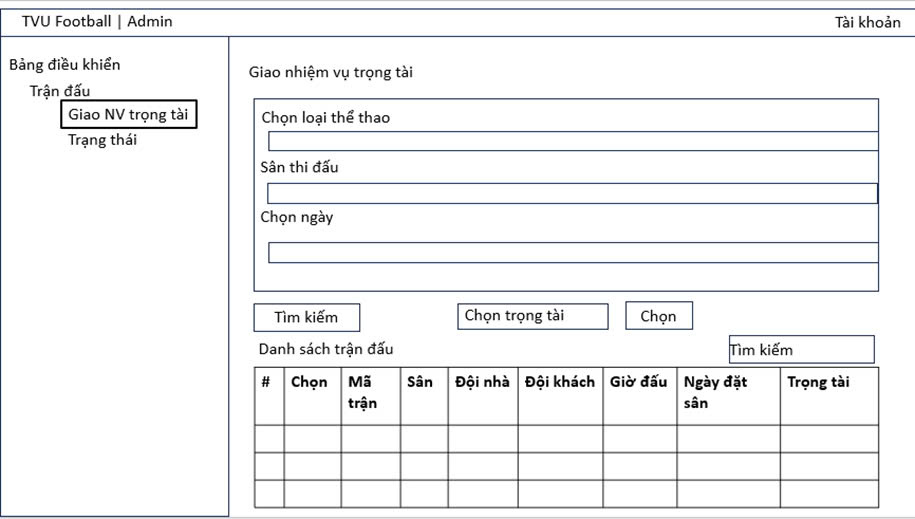 TVU Football | Admin
Tài khoản
Bảng điều khiển
Trận đấu
Giao NV trọng tài
Trạng thái
Giao nhiệm vụ trọng tài
Chọn loại thể thao
Sân thi đấu
Chọn ngày
Tìm kiếm
Chọn trọng tài
Chọn
Danh sách trận đấu
Tìm kiếm
# Chọn Mã trận Sân Đội nhà Đội khách Giờ đấu Ngày đặt sân Trọng tài